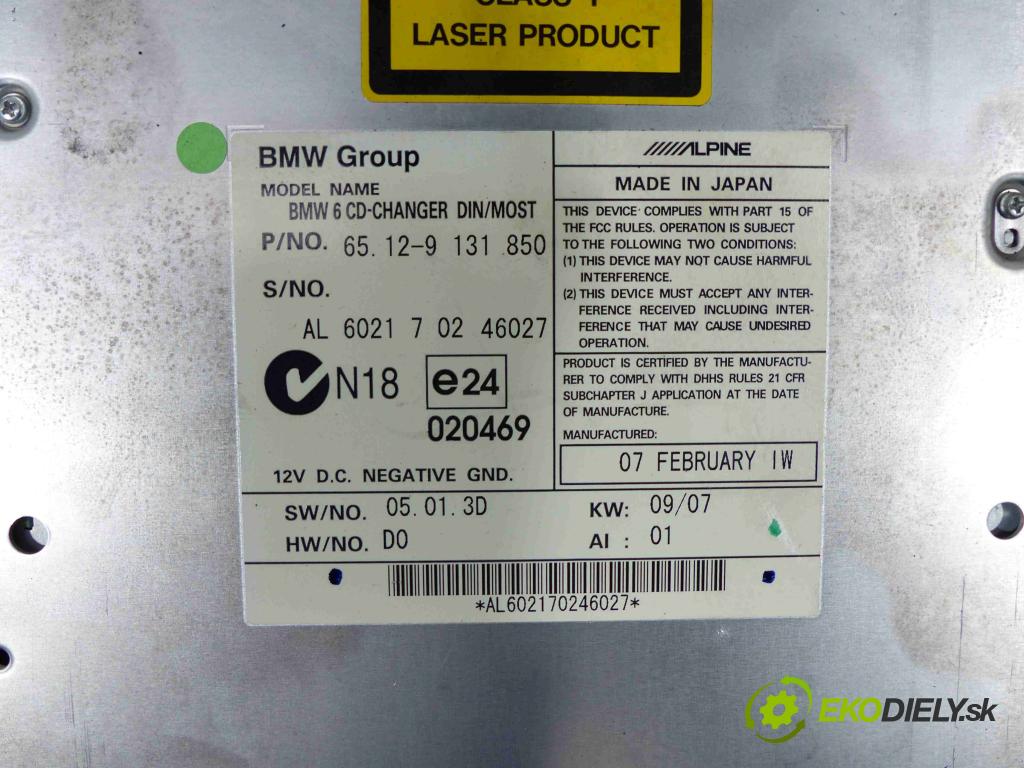 CLASS 1
LASER PRODUCT
BMW Group
MODEL NAME
BMW 6 CD-CHANGER DIN/MOST
P/NO. 65.12-9 131 850
S/NO.
AL 6021 7 02 46027
N18 e24
020469
12V D.C. NEGATIVE GND.
ALPINE
MADE IN JAPAN
THIS DEVICE COMPLIES WITH PART 15 OF
THE FCC RULES. OPERATION IS SUBJECT
TO THE FOLLOWING TWO CONDITIONS:
(1) THIS DEVICE MAY NOT CAUSE HARMFUL
INTERFERENCE.
(2) THIS DEVICE MUST ACCEPT ANY INTER-
FERENCE RECEIVED INCLUDING INTER-
FERENCE THAT MAY CAUSE UNDESIRED
OPERATION.
PRODUCT IS CERTIFIED BY THE MANUFACTU-
RER TO COMPLY WITH DHHS RULES 21 CFR
SUBCHAPTER J APPLICATION AT THE DATE
OF MANUFACTURE.
MANUFACTURED:
07 FEBRUARY IW
SW/NO. 05.01.3D KW: 09/07
HW/NO. D0 AI : 01
*AL602170246027*
EKODIELY.sk